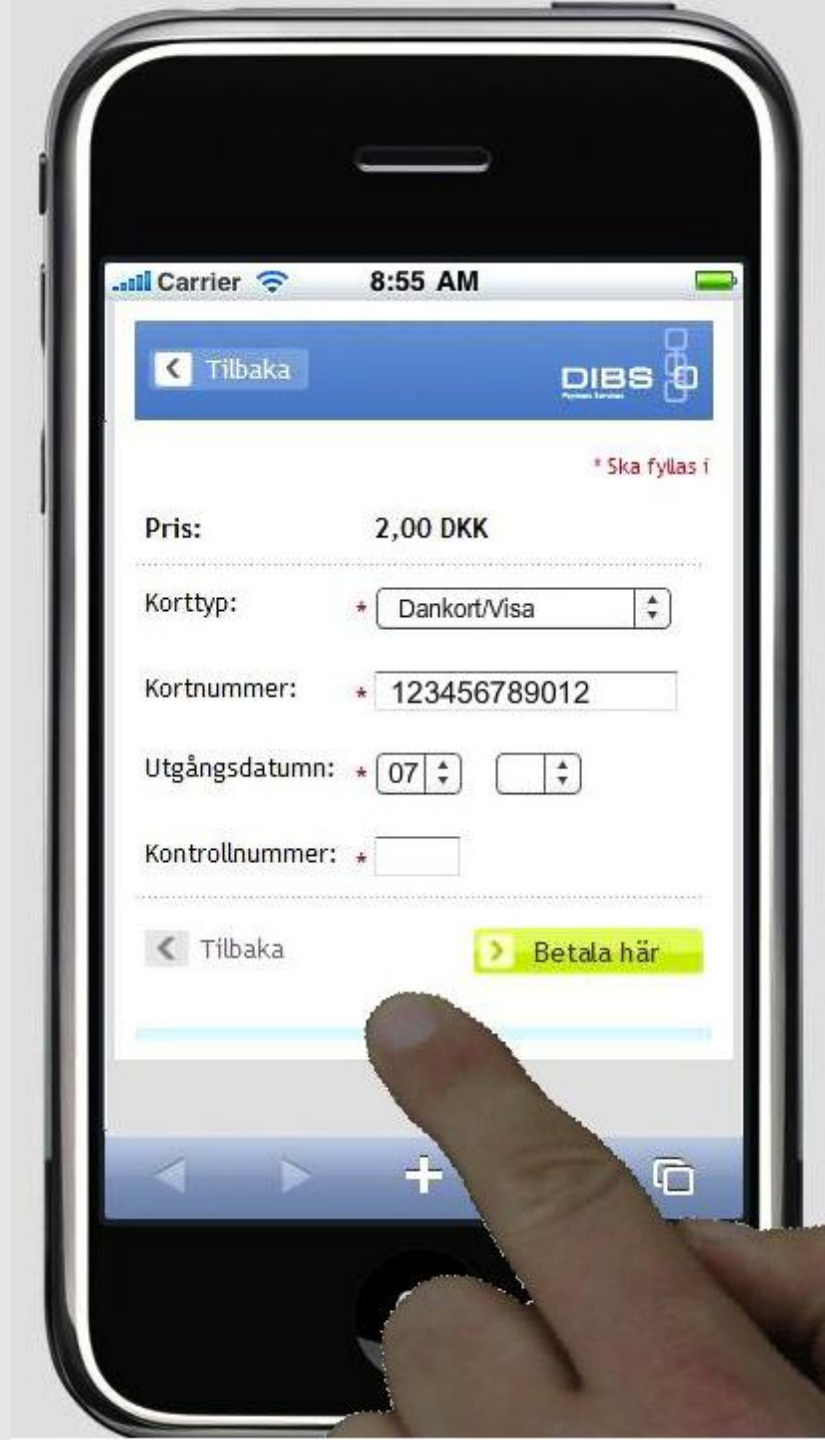 Carrier 8:55 AM
Tilbaka DIBS
* Ska fyllas i
Pris: 2,00 DKK
Korttyp: * Dankort/Visa
Kortnummer: * 123456789012
Utgångsdatumn: * 07
Kontrollnummer: *
Tilbaka Betala här